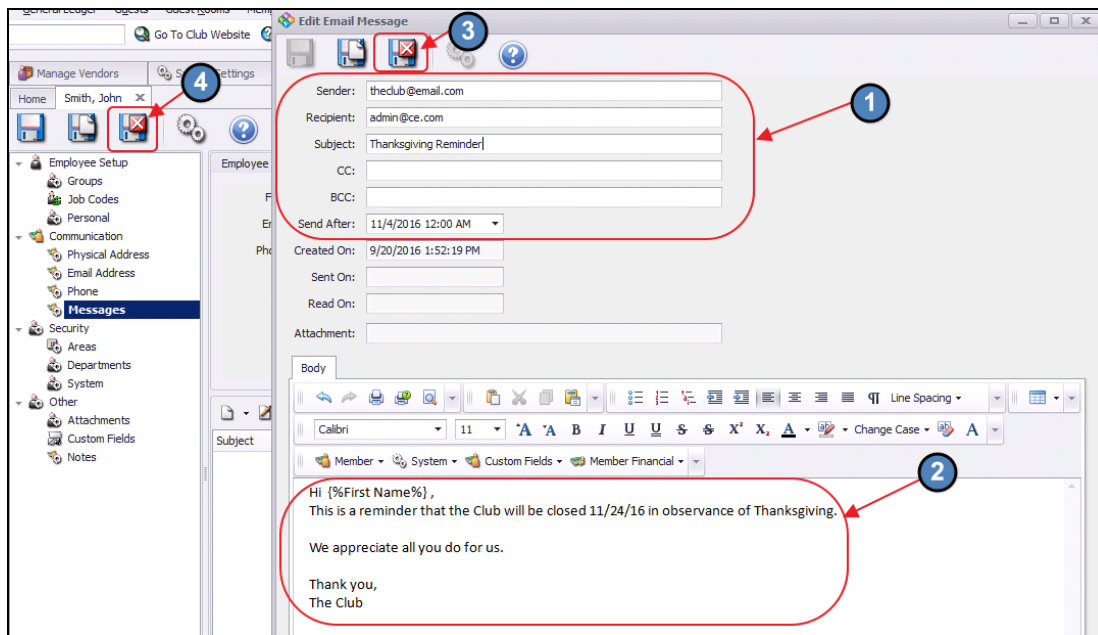 General Ledger Guests Guest Rooms
Go To Club Website
Manage Vendors
Settings
Home Smith, John X
Employee Setup
Groups
Job Codes
Personal
Communication
Physical Address
Email Address
Phone
Messages
Security
Areas
Departments
System
Other
Attachments
Custom Fields
Notes
Employee
Subject
Edit Email Message
3
4
1
Sender: theclub@email.com
Recipient: admin@ce.com
Subject: Thanksgiving Reminder
CC:
BCC:
Send After: 11/4/2016 12:00 AM
Created On: 9/20/2016 1:52:19 PM
Sent On:
Read On:
Attachment:
Body
Line Spacing
Calibri 11 A A B I U U S S X² X₂ A Change Case A
Member System Custom Fields Member Financial
2
Hi {%First Name%} ,
This is a reminder that the Club will be closed 11/24/16 in observance of Thanksgiving.
We appreciate all you do for us.
Thank you,
The Club